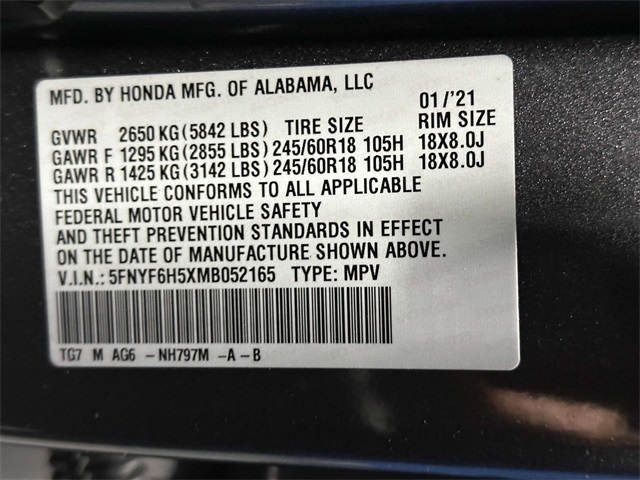 MFD. BY HONDA MFG. OF ALABAMA, LLC
01/'21
GVWR 2650 KG (5842 LBS) TIRE SIZE RIM SIZE
GAWR F 1295 KG (2855 LBS) 245/60R18 105H 18X8.0J
GAWR R 1425 KG (3142 LBS) 245/60R18 105H 18X8.0J
THIS VEHICLE CONFORMS TO ALL APPLICABLE
FEDERAL MOTOR VEHICLE SAFETY
AND THEFT PREVENTION STANDARDS IN EFFECT
ON THE DATE OF MANUFACTURE SHOWN ABOVE.
V.I.N.: 5FNYF6H5XMB052165 TYPE: MPV
TG7 M AG6 -NH797M -A-B